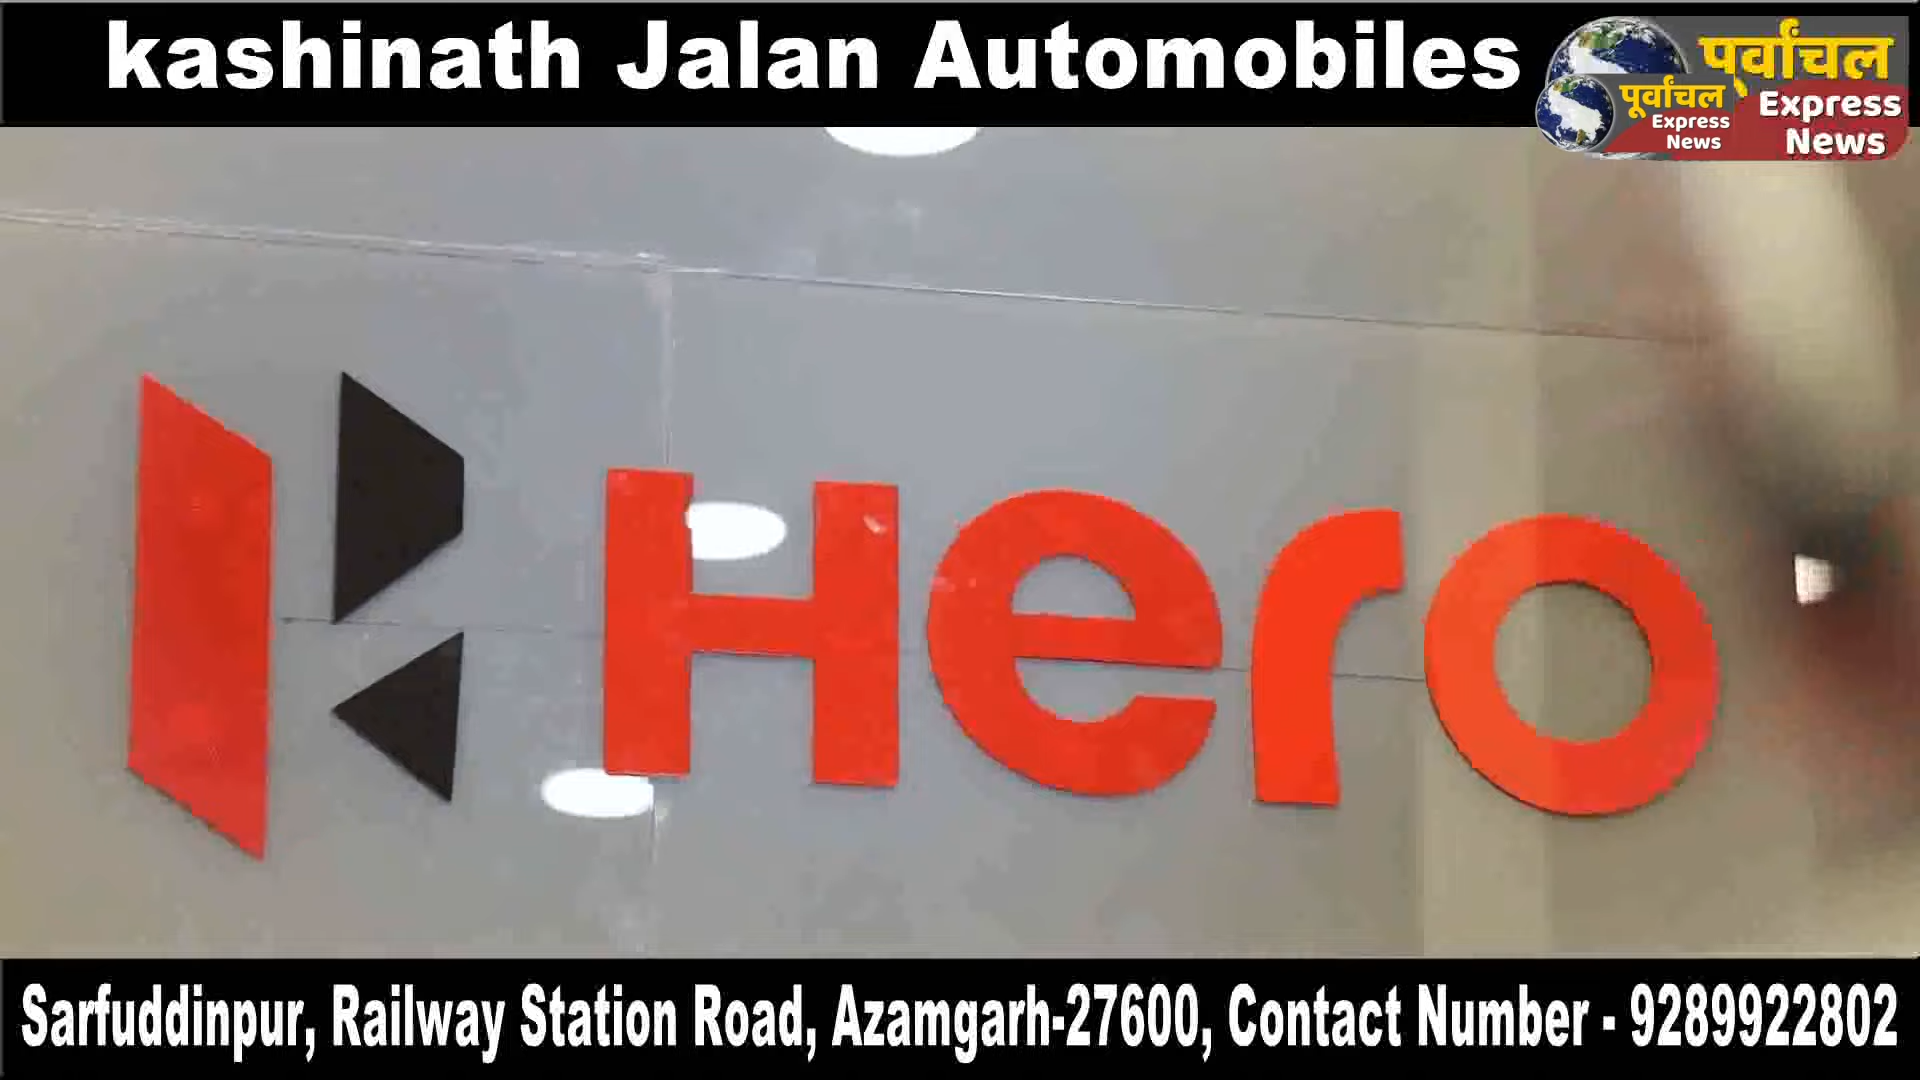 kashinath Jalan Automobiles
पूर्वांचल
Express
News
पूर्वांचल
Express
News
Hero
Sarfuddinpur, Railway Station Road, Azamgarh-27600, Contact Number - 9289922802